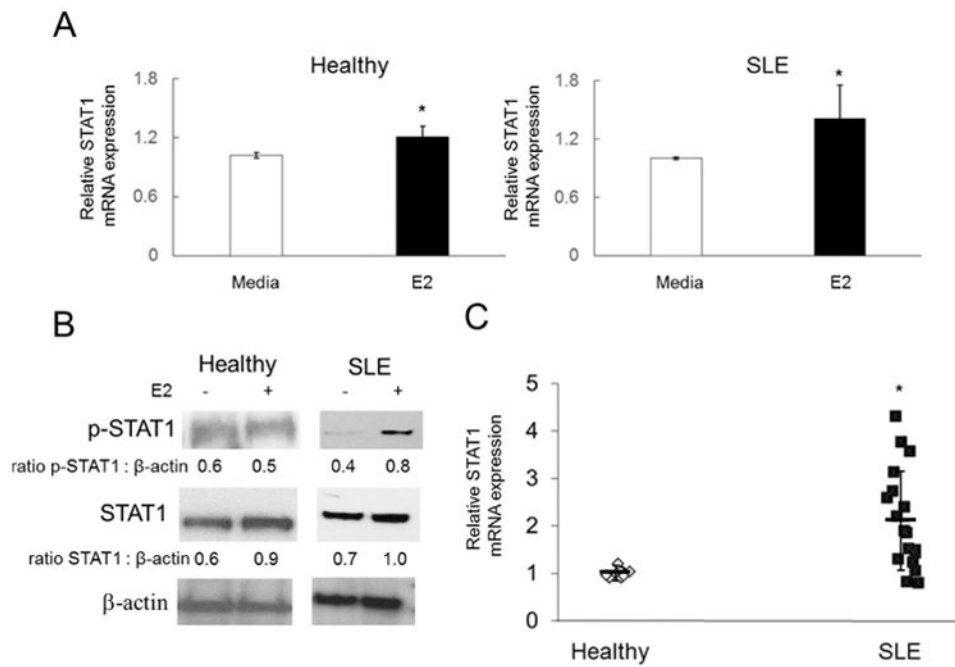 A
Healthy
Relative STAT1
mRNA expression
1.8
1.2
0.6
0
*
Media
E2
SLE
Relative STAT1
mRNA expression
1.8
1.2
0.6
0
*
Media
E2
B
Healthy
SLE
E2
-
+
-
+
p-STAT1
ratio p-STAT1 : β-actin
0.6
0.5
0.4
0.8
STAT1
ratio STAT1 : β-actin
0.6
0.9
0.7
1.0
β-actin
C
Relative STAT1
mRNA expression
5
4
3
2
1
0
*
Healthy
SLE